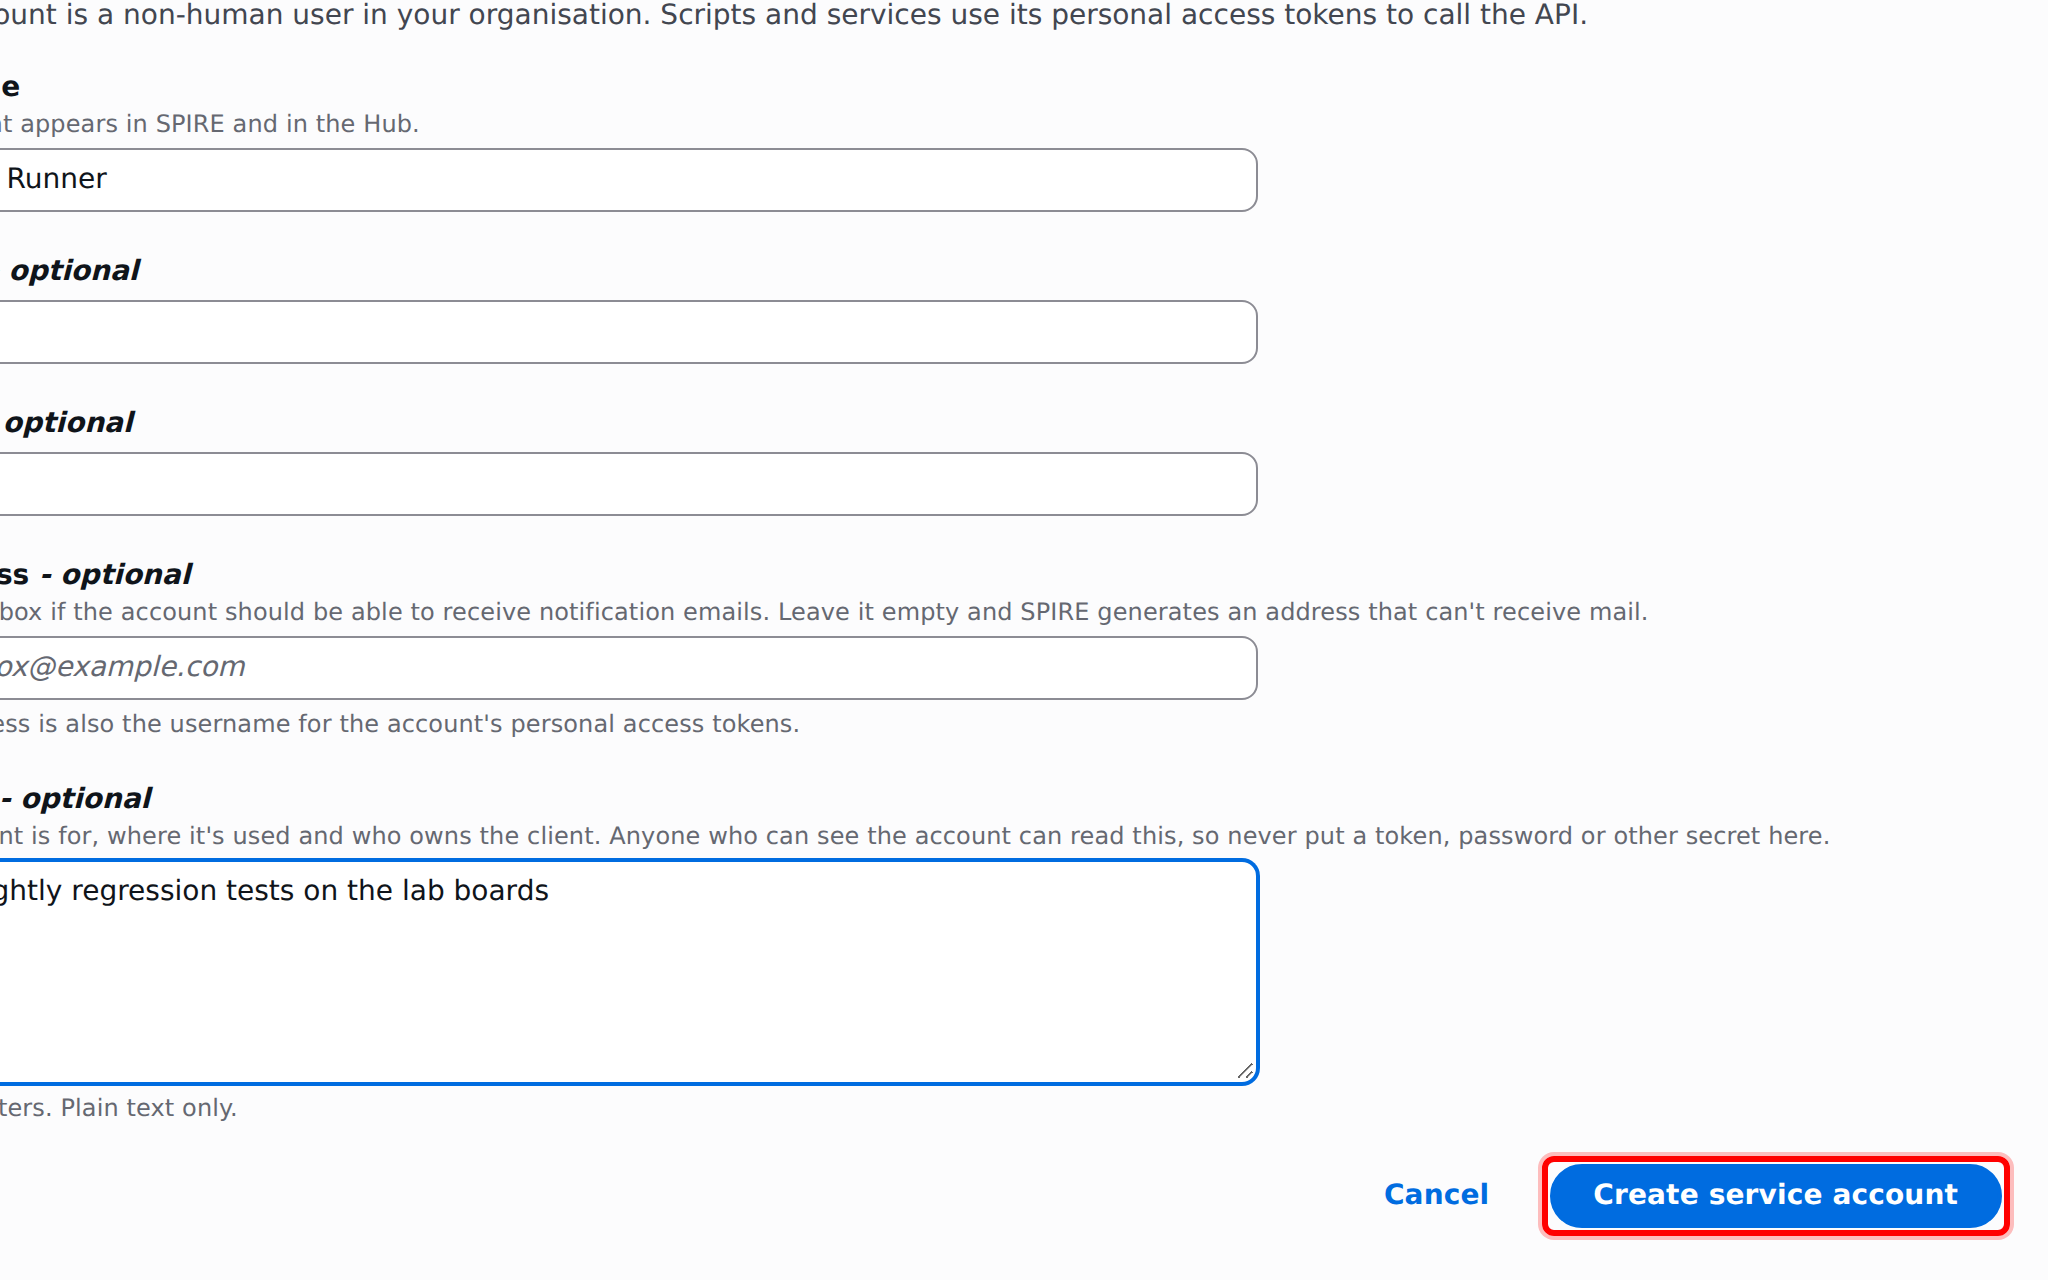 ount is a non-human user in your organisation. Scripts and services use its personal access tokens to call the API.
e
at appears in SPIRE and in the Hub.
Runner
optional
optional
ss - optional
box if the account should be able to receive notification emails. Leave it empty and SPIRE generates an address that can't receive mail.
ox@example.com
ess is also the username for the account's personal access tokens.
- optional
nt is for, where it's used and who owns the client. Anyone who can see the account can read this, so never put a token, password or other secret here.
ghtly regression tests on the lab boards
ters. Plain text only.
Cancel
Create service account